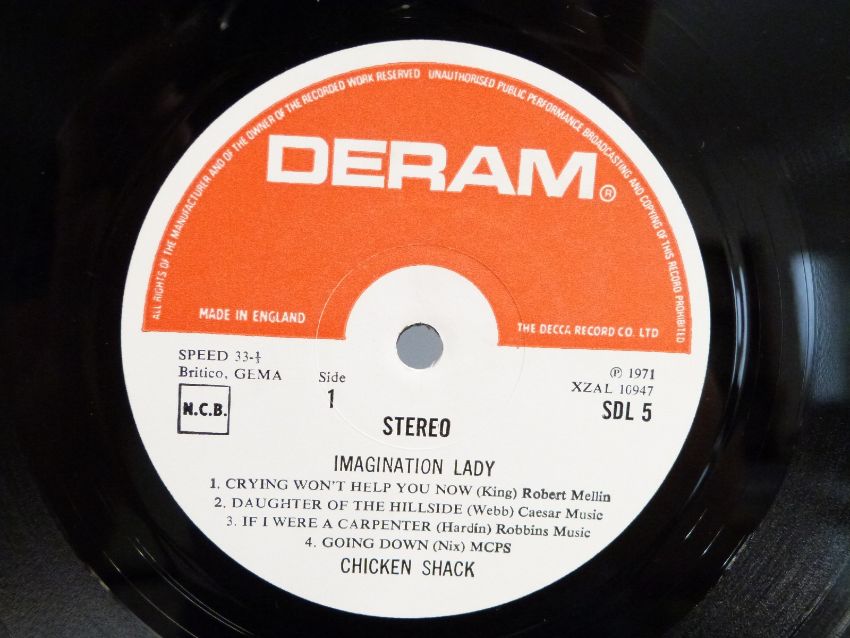 ALL RIGHTS OF THE MANUFACTURER AND OF THE OWNER OF THE RECORDED WORK RESERVED UNAUTHORISED PUBLIC PERFORMANCE BROADCASTING AND COPYING OF THIS RECORD PROHIBITED
DERAM®
MADE IN ENGLAND
THE DECCA RECORD CO. LTD
SPEED 33-⅓
Britico, GEMA
N.C.B.
Side
1
STEREO
℗ 1971
XZAL 10947
SDL 5
IMAGINATION LADY
1. CRYING WON'T HELP YOU NOW (King) Robert Mellin
2. DAUGHTER OF THE HILLSIDE (Webb) Caesar Music
3. IF I WERE A CARPENTER (Hardin) Robbins Music
4. GOING DOWN (Nix) MCPS
CHICKEN SHACK